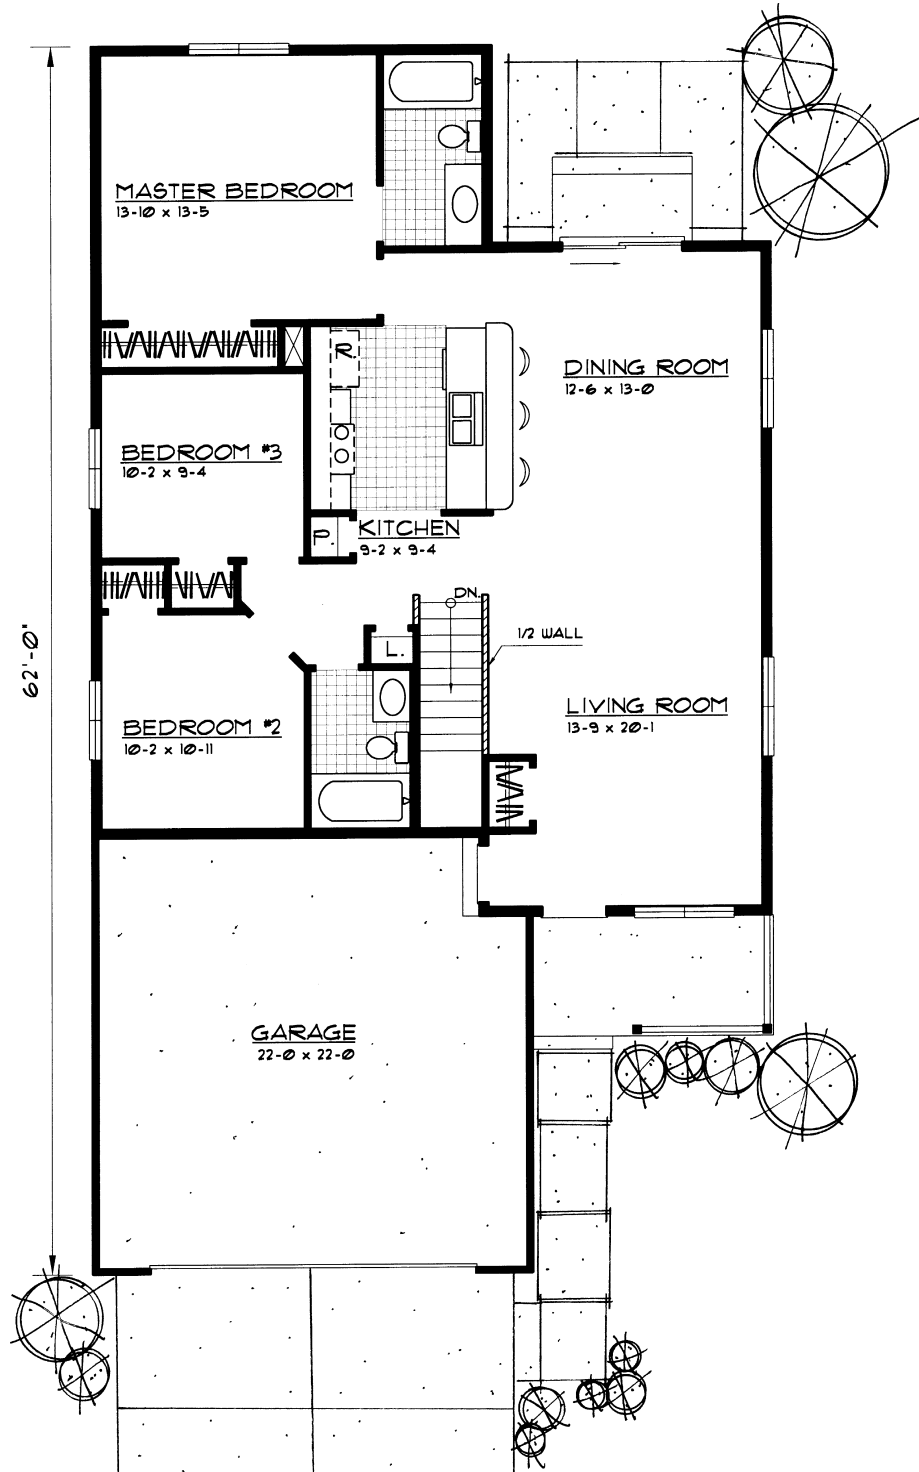 MASTER BEDROOM
13-10 x 13-5
R.
DINING ROOM
12-6 x 13-0
BEDROOM #3
10-2 x 9-4
P.
KITCHEN
9-2 x 9-4
DN.
1/2 WALL
L.
62'-0"
BEDROOM #2
10-2 x 10-11
LIVING ROOM
13-9 x 20-1
GARAGE
22-0 x 22-0